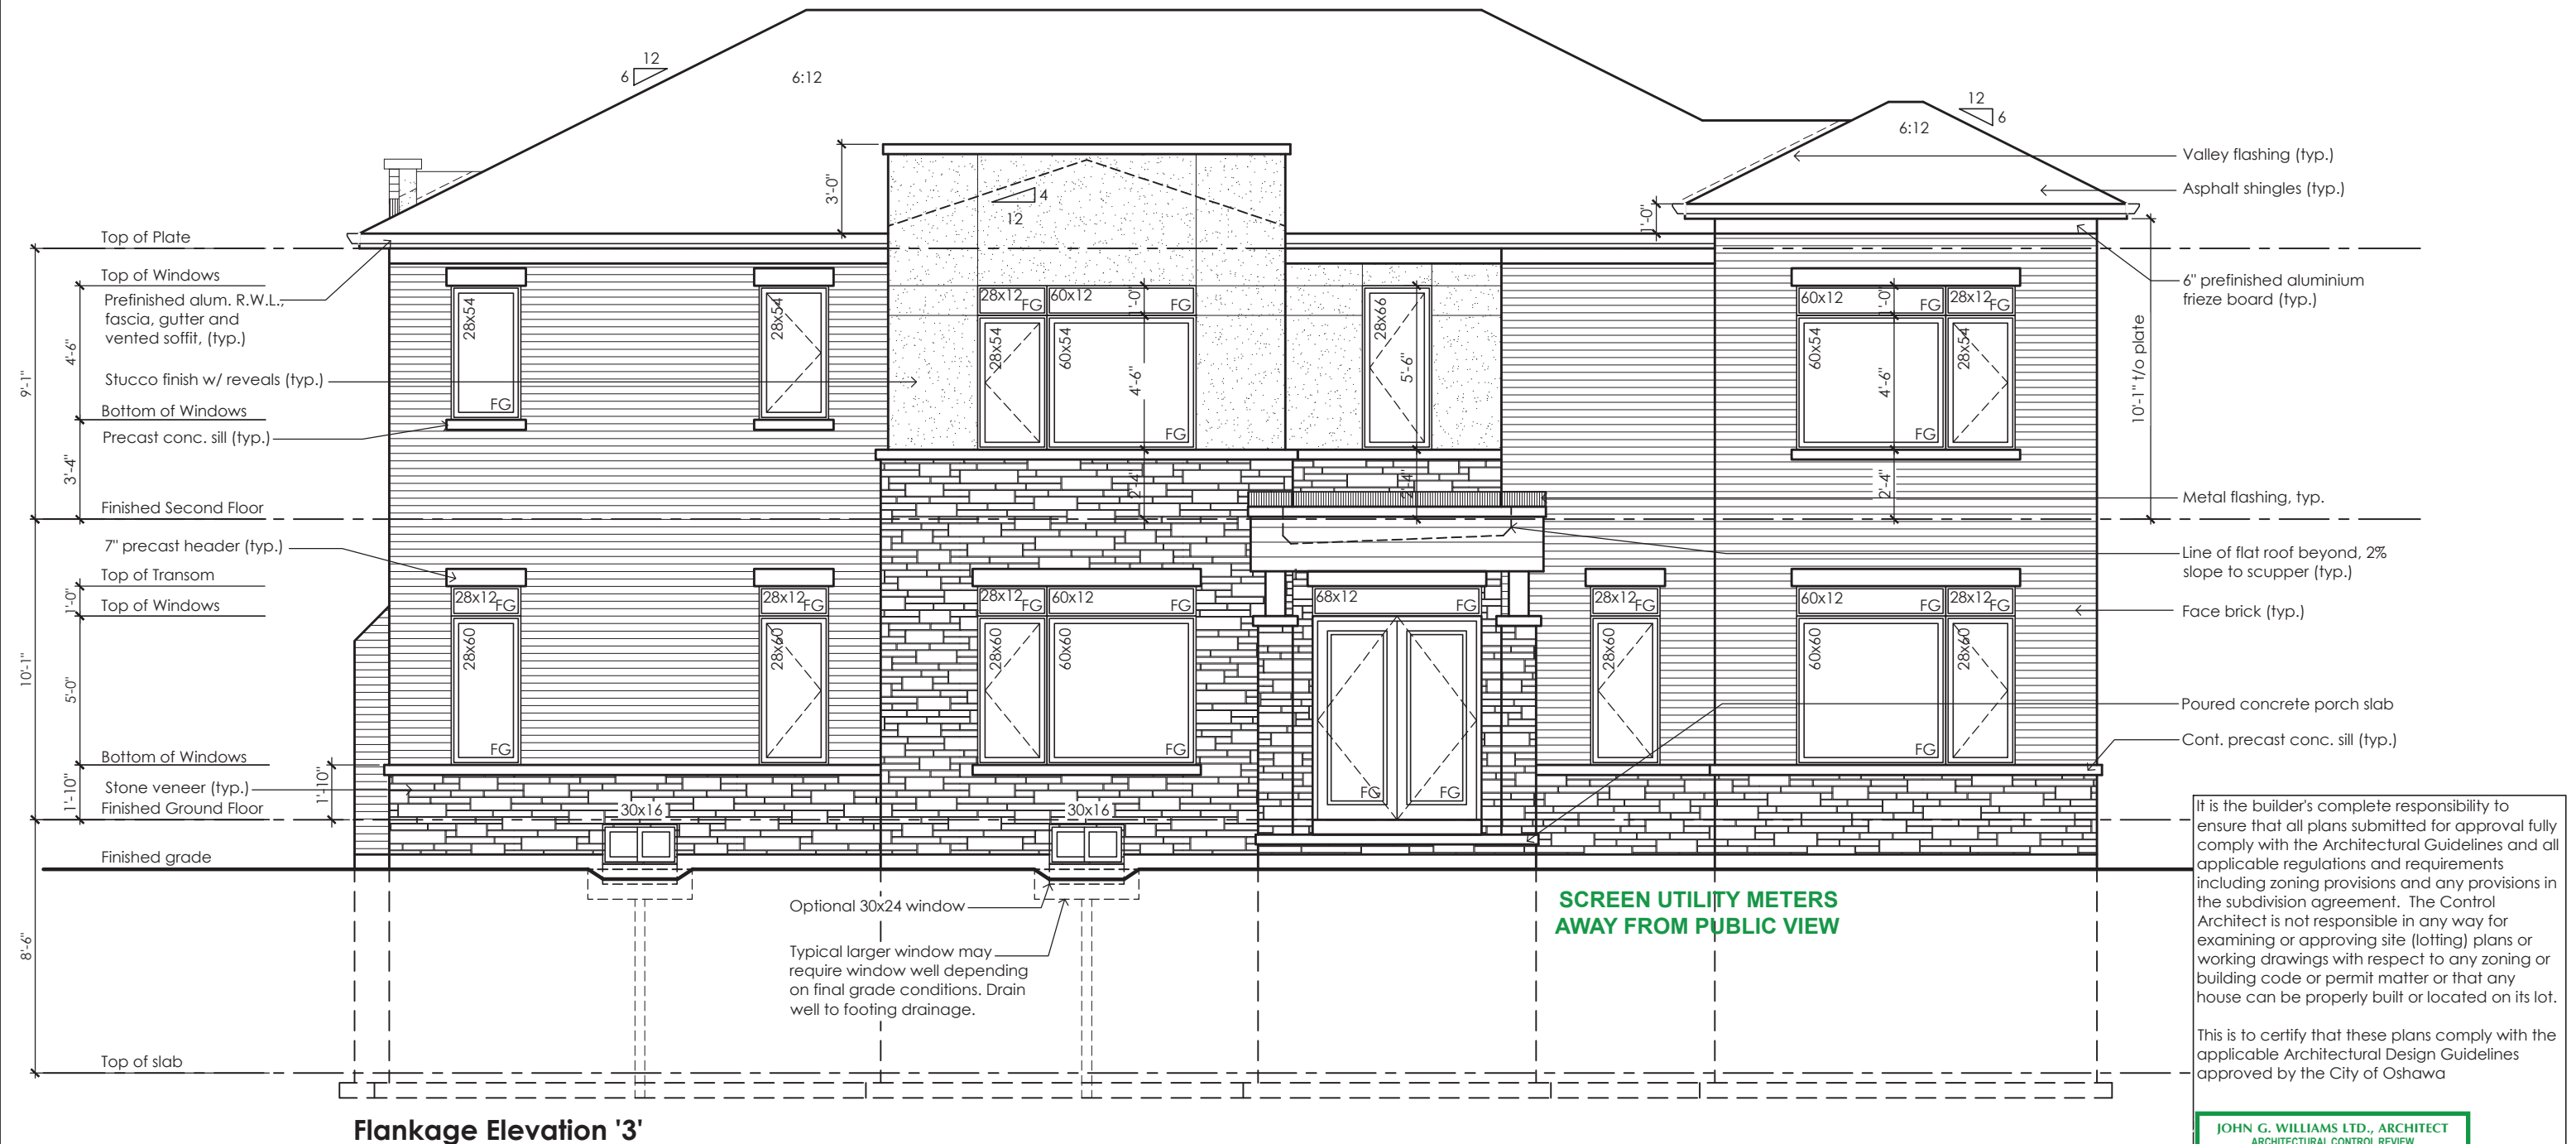 12
6
6:12
12
6
6:12
Valley flashing (typ.)
Asphalt shingles (typ.)
3'-0"
4
12
1'-0"
Top of Plate
Top of Windows
Prefinished alum. R.W.L.,
fascia, gutter and
vented soffit, (typ.)
6" prefinished aluminium
frieze board (typ.)
28x54
FG
28x54
28x12
FG
60x12
FG
1'-0"
28x54
60x54
4'-6"
FG
28x66
5'-6"
60x12
FG
1'-0"
28x12
FG
60x54
4'-6"
28x54
FG
10'-1" t/o plate
9'-1"
4'-6"
Stucco finish w/ reveals (typ.)
Bottom of Windows
Precast conc. sill (typ.)
3'-4"
2'-4"
2'-4"
2'-4"
Finished Second Floor
Metal flashing, typ.
7" precast header (typ.)
Line of flat roof beyond, 2%
slope to scupper (typ.)
Top of Transom
1'-0"
Top of Windows
28x12
FG
28x12
FG
28x12
FG
60x12
FG
68x12
FG
28x12
FG
60x12
FG
28x12
FG
Face brick (typ.)
10'-1"
5'-0"
28x60
FG
28x60
28x60
60x60
FG
FG
FG
28x60
60x60
FG
28x60
Poured concrete porch slab
Cont. precast conc. sill (typ.)
Bottom of Windows
1'-10"
1'-10"
Stone veneer (typ.)
Finished Ground Floor
30x16
30x16
Finished grade
8'-6"
Optional 30x24 window
Typical larger window may
require window well depending
on final grade conditions. Drain
well to footing drainage.
SCREEN UTILITY METERS
AWAY FROM PUBLIC VIEW
Top of slab
It is the builder's complete responsibility to
ensure that all plans submitted for approval fully
comply with the Architectural Guidelines and all
applicable regulations and requirements
including zoning provisions and any provisions in
the subdivision agreement. The Control
Architect is not responsible in any way for
examining or approving site (lotting) plans or
working drawings with respect to any zoning or
building code or permit matter or that any
house can be properly built or located on its lot.
This is to certify that these plans comply with the
applicable Architectural Design Guidelines
approved by the City of Oshawa
JOHN G. WILLIAMS LTD., ARCHITECT
ARCHITECTURAL CONTROL REVIEW
Flankage Elevation '3'